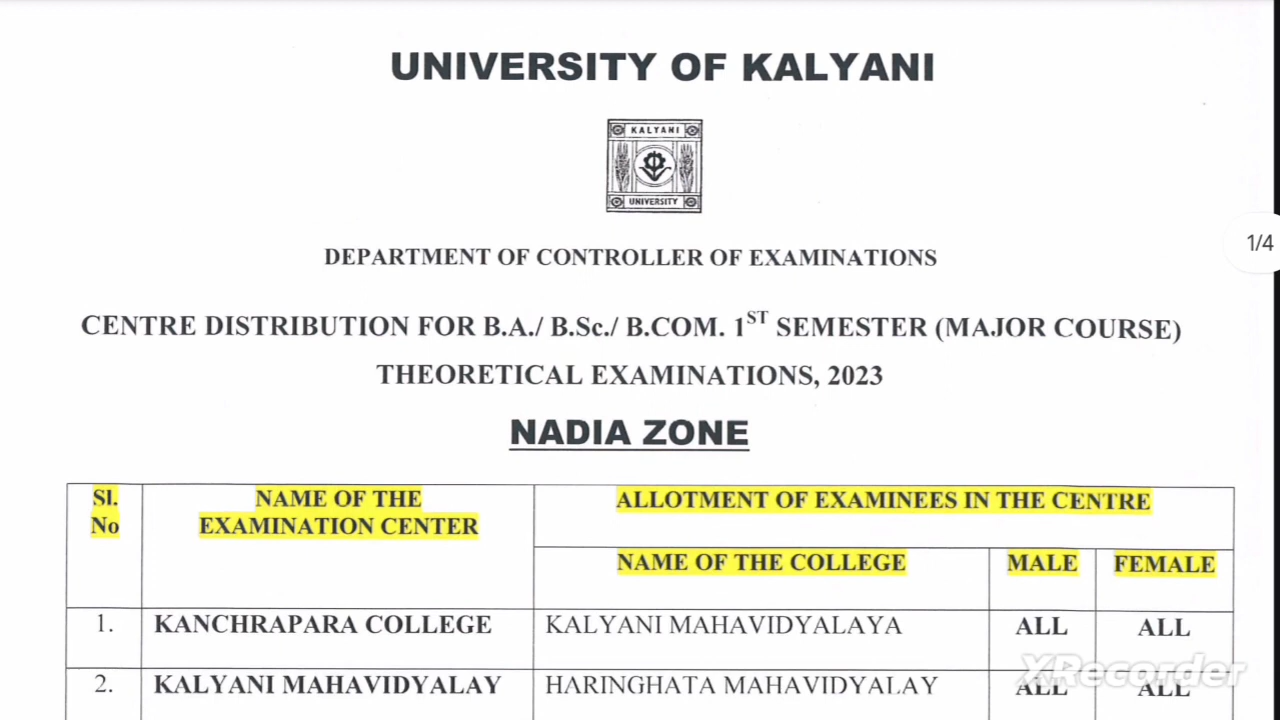 UNIVERSITY OF KALYANI
KALYANI
UNIVERSITY
DEPARTMENT OF CONTROLLER OF EXAMINATIONS
1/4
CENTRE DISTRIBUTION FOR B.A./ B.Sc./ B.COM. 1ST SEMESTER (MAJOR COURSE)
THEORETICAL EXAMINATIONS, 2023
NADIA ZONE
Sl. No
NAME OF THE EXAMINATION CENTER
ALLOTMENT OF EXAMINEES IN THE CENTRE
NAME OF THE COLLEGE MALE FEMALE
1. KANCHRAPARA COLLEGE KALYANI MAHAVIDYALAYA ALL ALL
2. KALYANI MAHAVIDYALAY HARINGHATA MAHAVIDYALAY ALL ALL
XRecorder